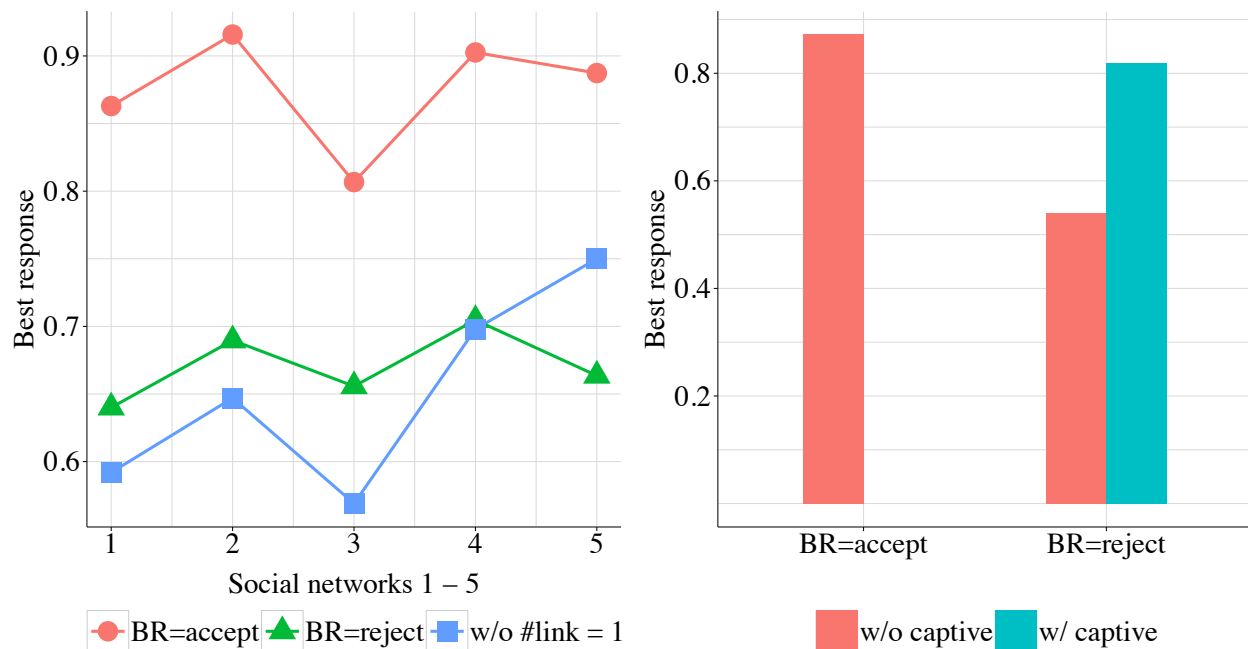 Best response
0.9
0.8
0.7
0.6
1 2 3 4 5
Social networks 1 – 5
BR=accept BR=reject w/o #link = 1
Best response
0.8
0.6
0.4
0.2
BR=accept BR=reject
w/o captive w/ captive